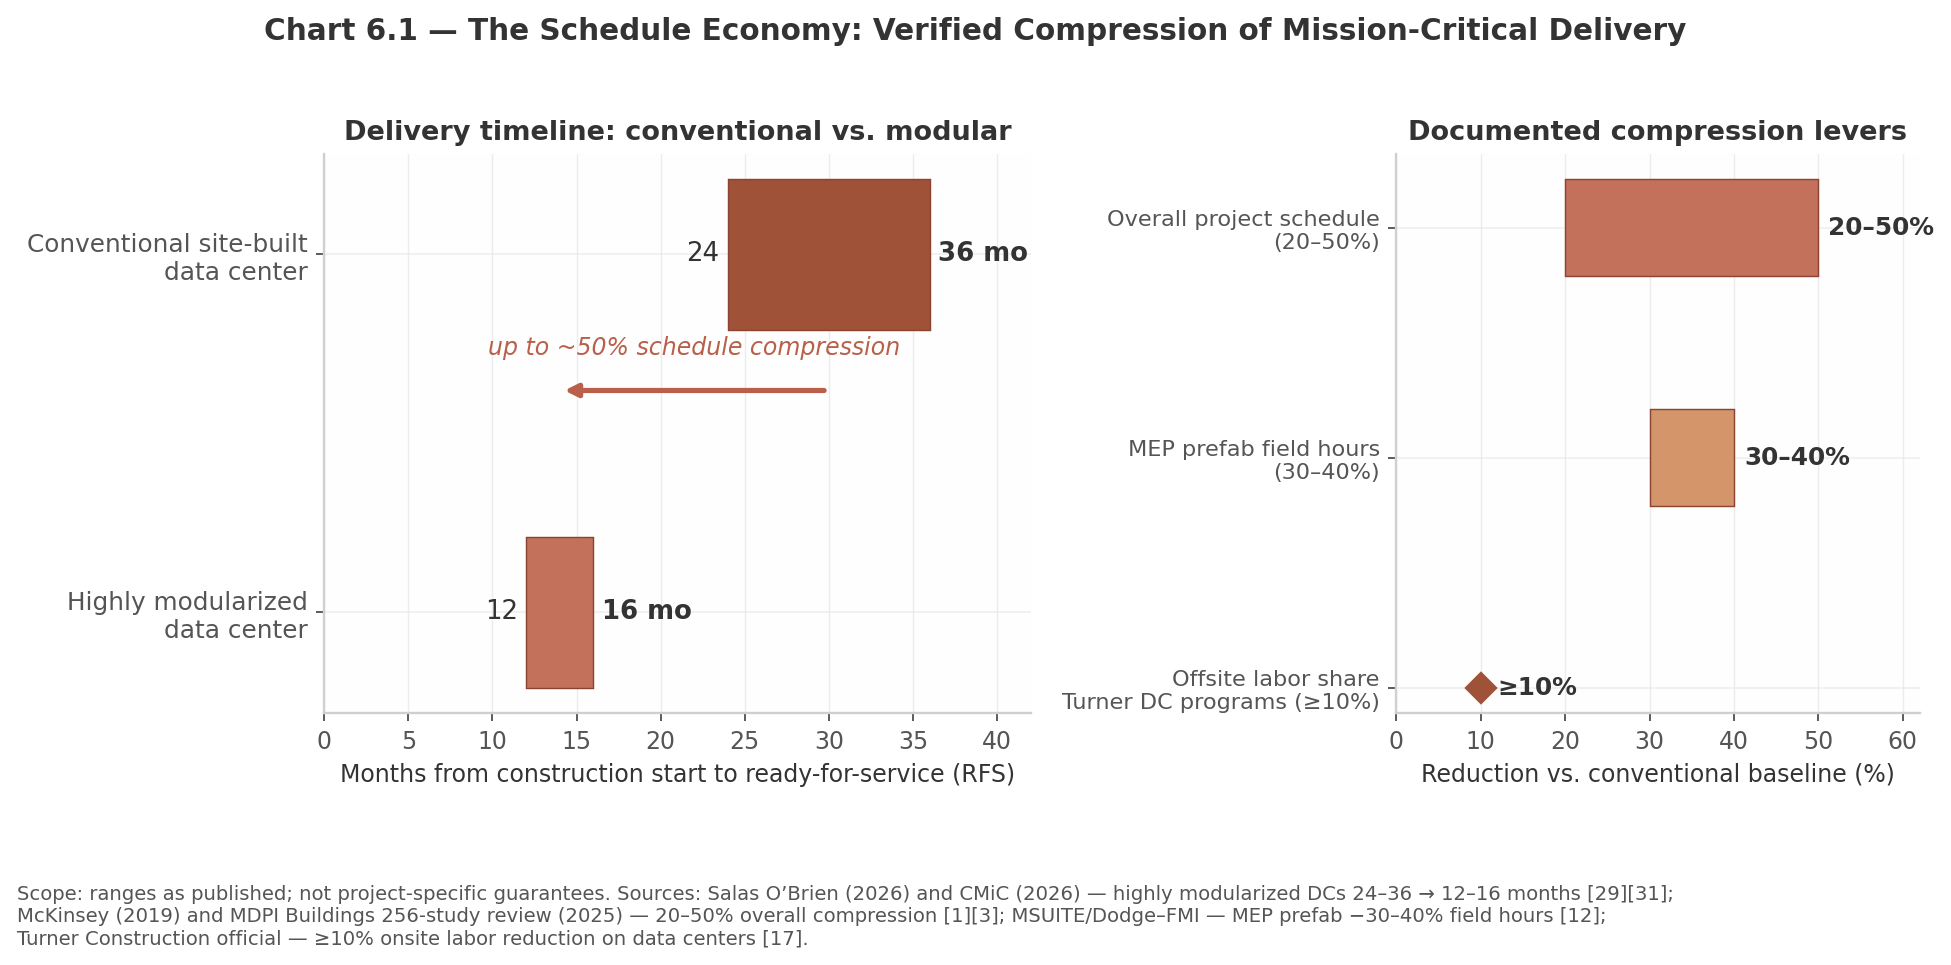 Chart 6.1 — The Schedule Economy: Verified Compression of Mission-Critical Delivery
Delivery timeline: conventional vs. modular
Conventional site-built
data center
24
36 mo
up to ~50% schedule compression
Highly modularized
data center
12
16 mo
0 5 10 15 20 25 30 35 40
Months from construction start to ready-for-service (RFS)
Documented compression levers
Overall project schedule
(20–50%)
20–50%
MEP prefab field hours
(30–40%)
30–40%
Offsite labor share
Turner DC programs (≥10%)
≥10%
0 10 20 30 40 50 60
Reduction vs. conventional baseline (%)
Scope: ranges as published; not project-specific guarantees. Sources: Salas O’Brien (2026) and CMiC (2026) — highly modularized DCs 24–36 → 12–16 months [29][31];
McKinsey (2019) and MDPI Buildings 256-study review (2025) — 20–50% overall compression [1][3]; MSUITE/Dodge–FMI — MEP prefab −30–40% field hours [12];
Turner Construction official — ≥10% onsite labor reduction on data centers [17].